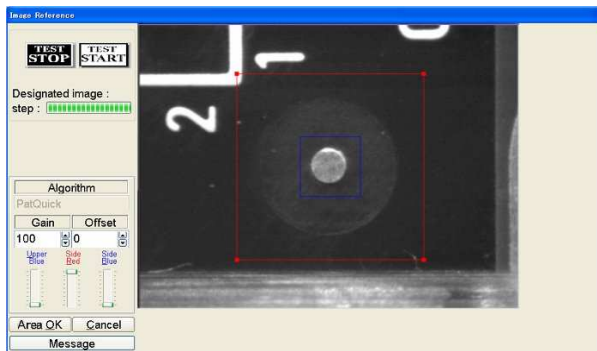 Image Reference
TEST STOP
TEST START
Designated image :
step :
Algorithm
PatQuick
Gain Offset
100 0
Upper Blue
Side Red
Side Blue
Area OK Cancel
Message
1
2